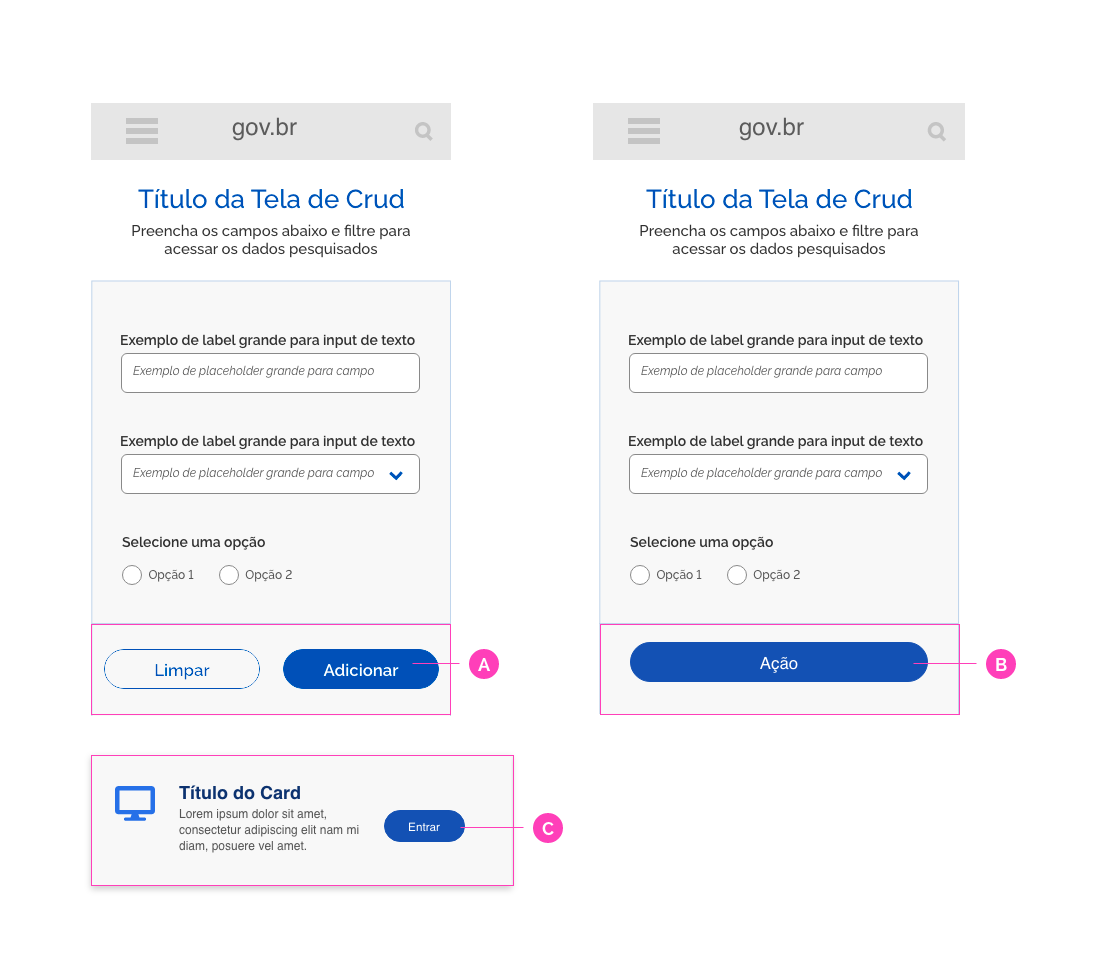 gov.br
Título da Tela de Crud
Preencha os campos abaixo e filtre para
acessar os dados pesquisados
Exemplo de label grande para input de texto
Exemplo de placeholder grande para campo
Exemplo de label grande para input de texto
Exemplo de placeholder grande para campo
Selecione uma opção
Opção 1 Opção 2
Limpar Adicionar
A
gov.br
Título da Tela de Crud
Preencha os campos abaixo e filtre para
acessar os dados pesquisados
Exemplo de label grande para input de texto
Exemplo de placeholder grande para campo
Exemplo de label grande para input de texto
Exemplo de placeholder grande para campo
Selecione uma opção
Opção 1 Opção 2
Ação
B
Título do Card
Lorem ipsum dolor sit amet,
consectetur adipiscing elit nam mi
diam, posuere vel amet.
Entrar
C